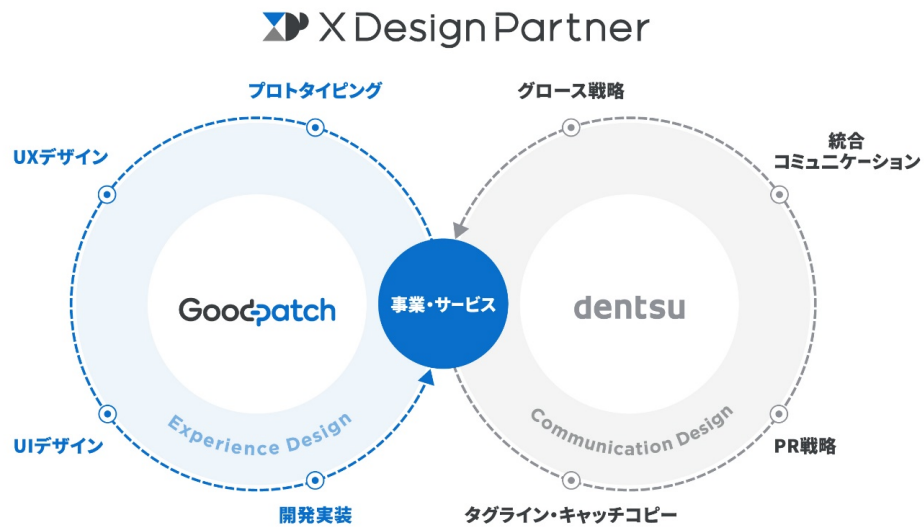 X Design Partner
プロトタイピング
グロース戦略
UXデザイン
統合
コミュニケーション
Goodpatch
事業・サービス
dentsu
Experience Design
Communication Design
UIデザイン
PR戦略
開発実装
タグライン・キャッチコピー